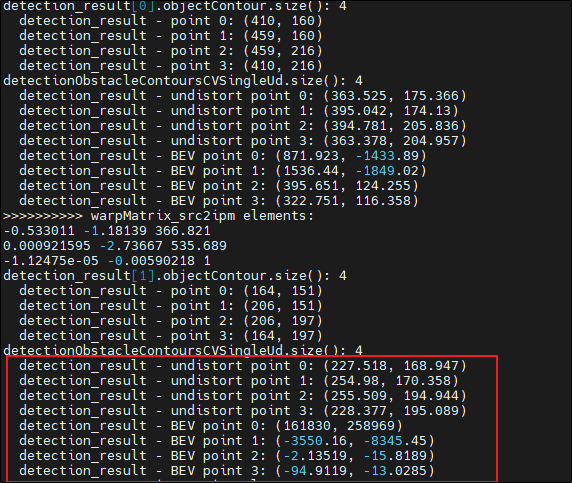 detection_result[0].objectContour.size(): 4
detection_result - point 0: (410, 160)
detection_result - point 1: (459, 160)
detection_result - point 2: (459, 216)
detection_result - point 3: (410, 216)
detectionObstacleContoursCVSingleUd.size(): 4
detection_result - undistort point 0: (363.525, 175.366)
detection_result - undistort point 1: (395.042, 174.13)
detection_result - undistort point 2: (394.781, 205.836)
detection_result - undistort point 3: (363.378, 204.957)
detection_result - BEV point 0: (871.923, -1433.89)
detection_result - BEV point 1: (1536.44, -1849.02)
detection_result - BEV point 2: (395.651, 124.255)
detection_result - BEV point 3: (322.751, 116.358)
>>>>>>>>>> warpMatrix_src2ipm elements:
-0.533011 -1.18139 366.821
0.000921595 -2.73667 535.689
-1.12475e-05 -0.00590218 1
detection_result[1].objectContour.size(): 4
detection_result - point 0: (164, 151)
detection_result - point 1: (206, 151)
detection_result - point 2: (206, 197)
detection_result - point 3: (164, 197)
detectionObstacleContoursCVSingleUd.size(): 4
detection_result - undistort point 0: (227.518, 168.947)
detection_result - undistort point 1: (254.98, 170.358)
detection_result - undistort point 2: (255.509, 194.944)
detection_result - undistort point 3: (228.377, 195.089)
detection_result - BEV point 0: (161830, 258969)
detection_result - BEV point 1: (-3550.16, -8345.45)
detection_result - BEV point 2: (-2.13519, -15.8189)
detection_result - BEV point 3: (-94.9119, -13.0285)